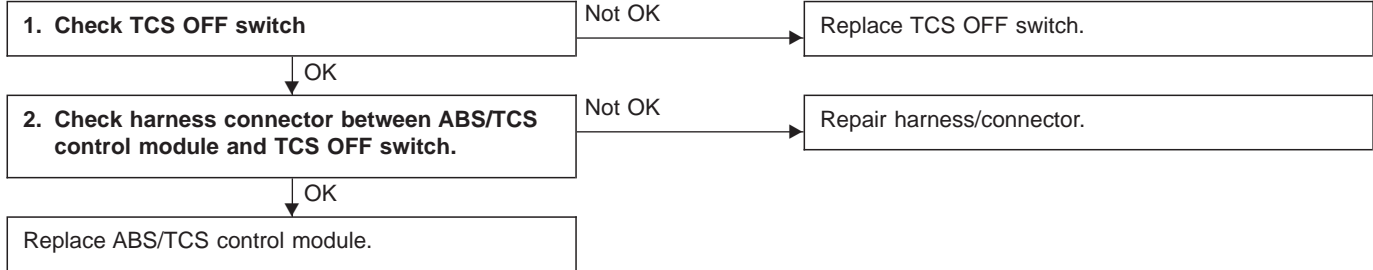 1. Check TCS OFF switch
Not OK
Replace TCS OFF switch.
OK
2. Check harness connector between ABS/TCS
control module and TCS OFF switch.
Not OK
Repair harness/connector.
OK
Replace ABS/TCS control module.